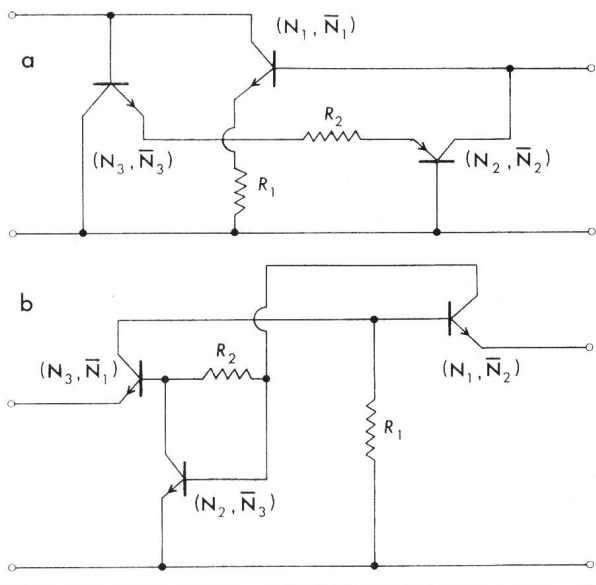 a
(N₁, N̅₁)
R₂
(N₃, N̅₃)
(N₂, N̅₂)
R₁
b
(N₃, N̅₁)
R₂
(N₁, N̅₂)
R₁
(N₂, N̅₃)